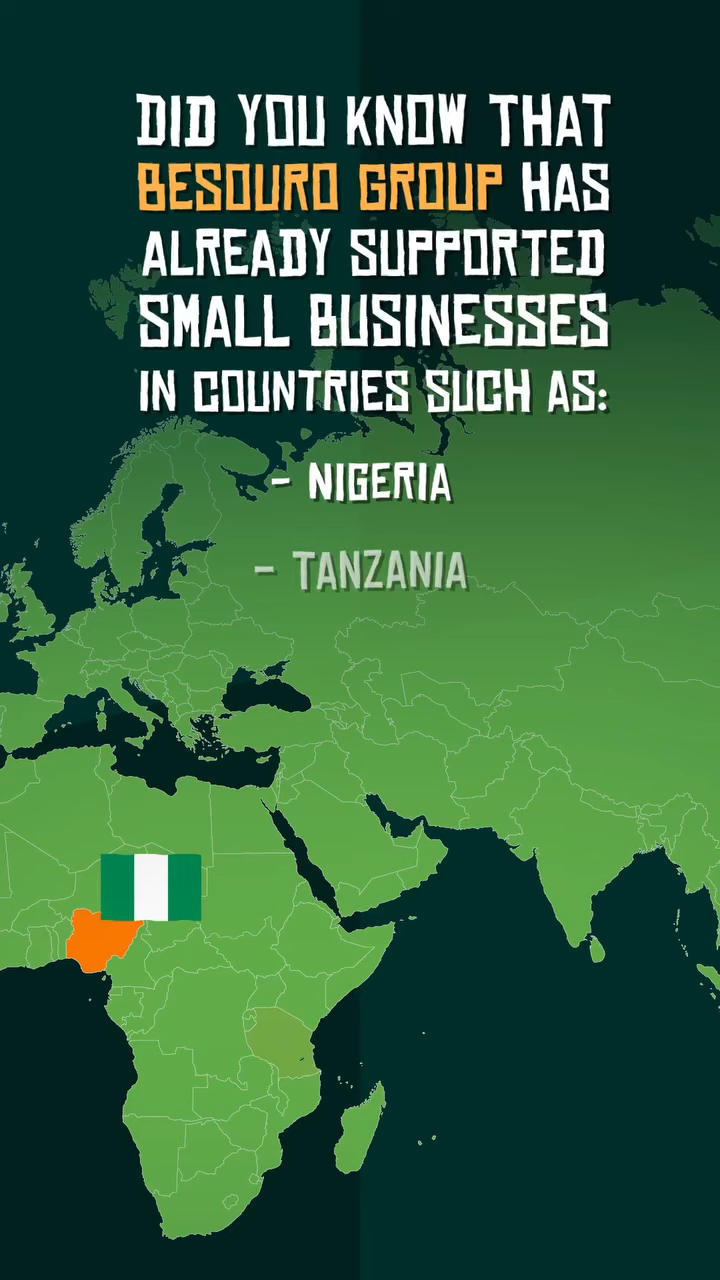 DID YOU KNOW THAT
BESOURO GROUP HAS
ALREADY SUPPORTED
SMALL BUSINESSES
IN COUNTRIES SUCH AS:
- NIGERIA
- TANZANIA